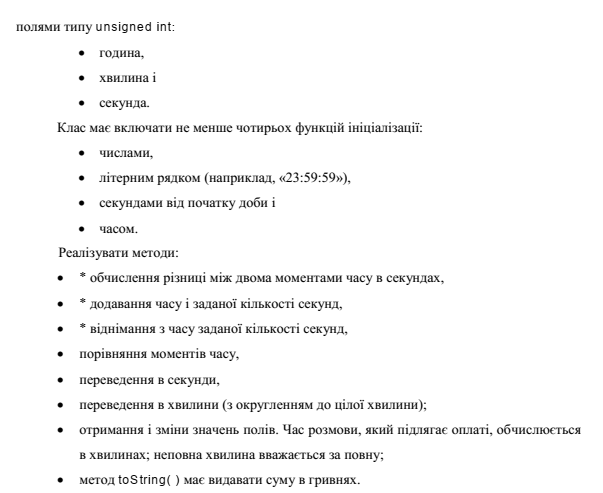 полями типу unsigned int:
• година,
• хвилина і
• секунда.
Клас має включати не менше чотирьох функцій ініціалізації:
• числами,
• літерним рядком (наприклад, «23:59:59»),
• секундами від початку доби і
• часом.
Реалізувати методи:
• * обчислення різниці між двома моментами часу в секундах,
• * додавання часу і заданої кількості секунд,
• * віднімання з часу заданої кількості секунд,
• порівняння моментів часу,
• переведення в секунди,
• переведення в хвилини (з округленням до цілої хвилини);
• отримання і зміни значень полів. Час розмови, який підлягає оплаті, обчислюється
в хвилинах; неповна хвилина вважається за повну;
• метод toString( ) має видавати суму в гривнях.